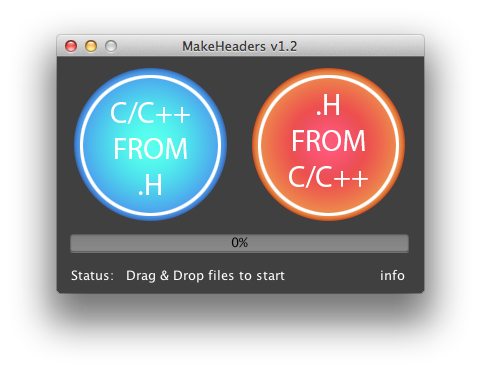 MakeHeaders v1.2
C/C++
FROM
.H
.H
FROM
C/C++
0%
Status: Drag & Drop files to start info